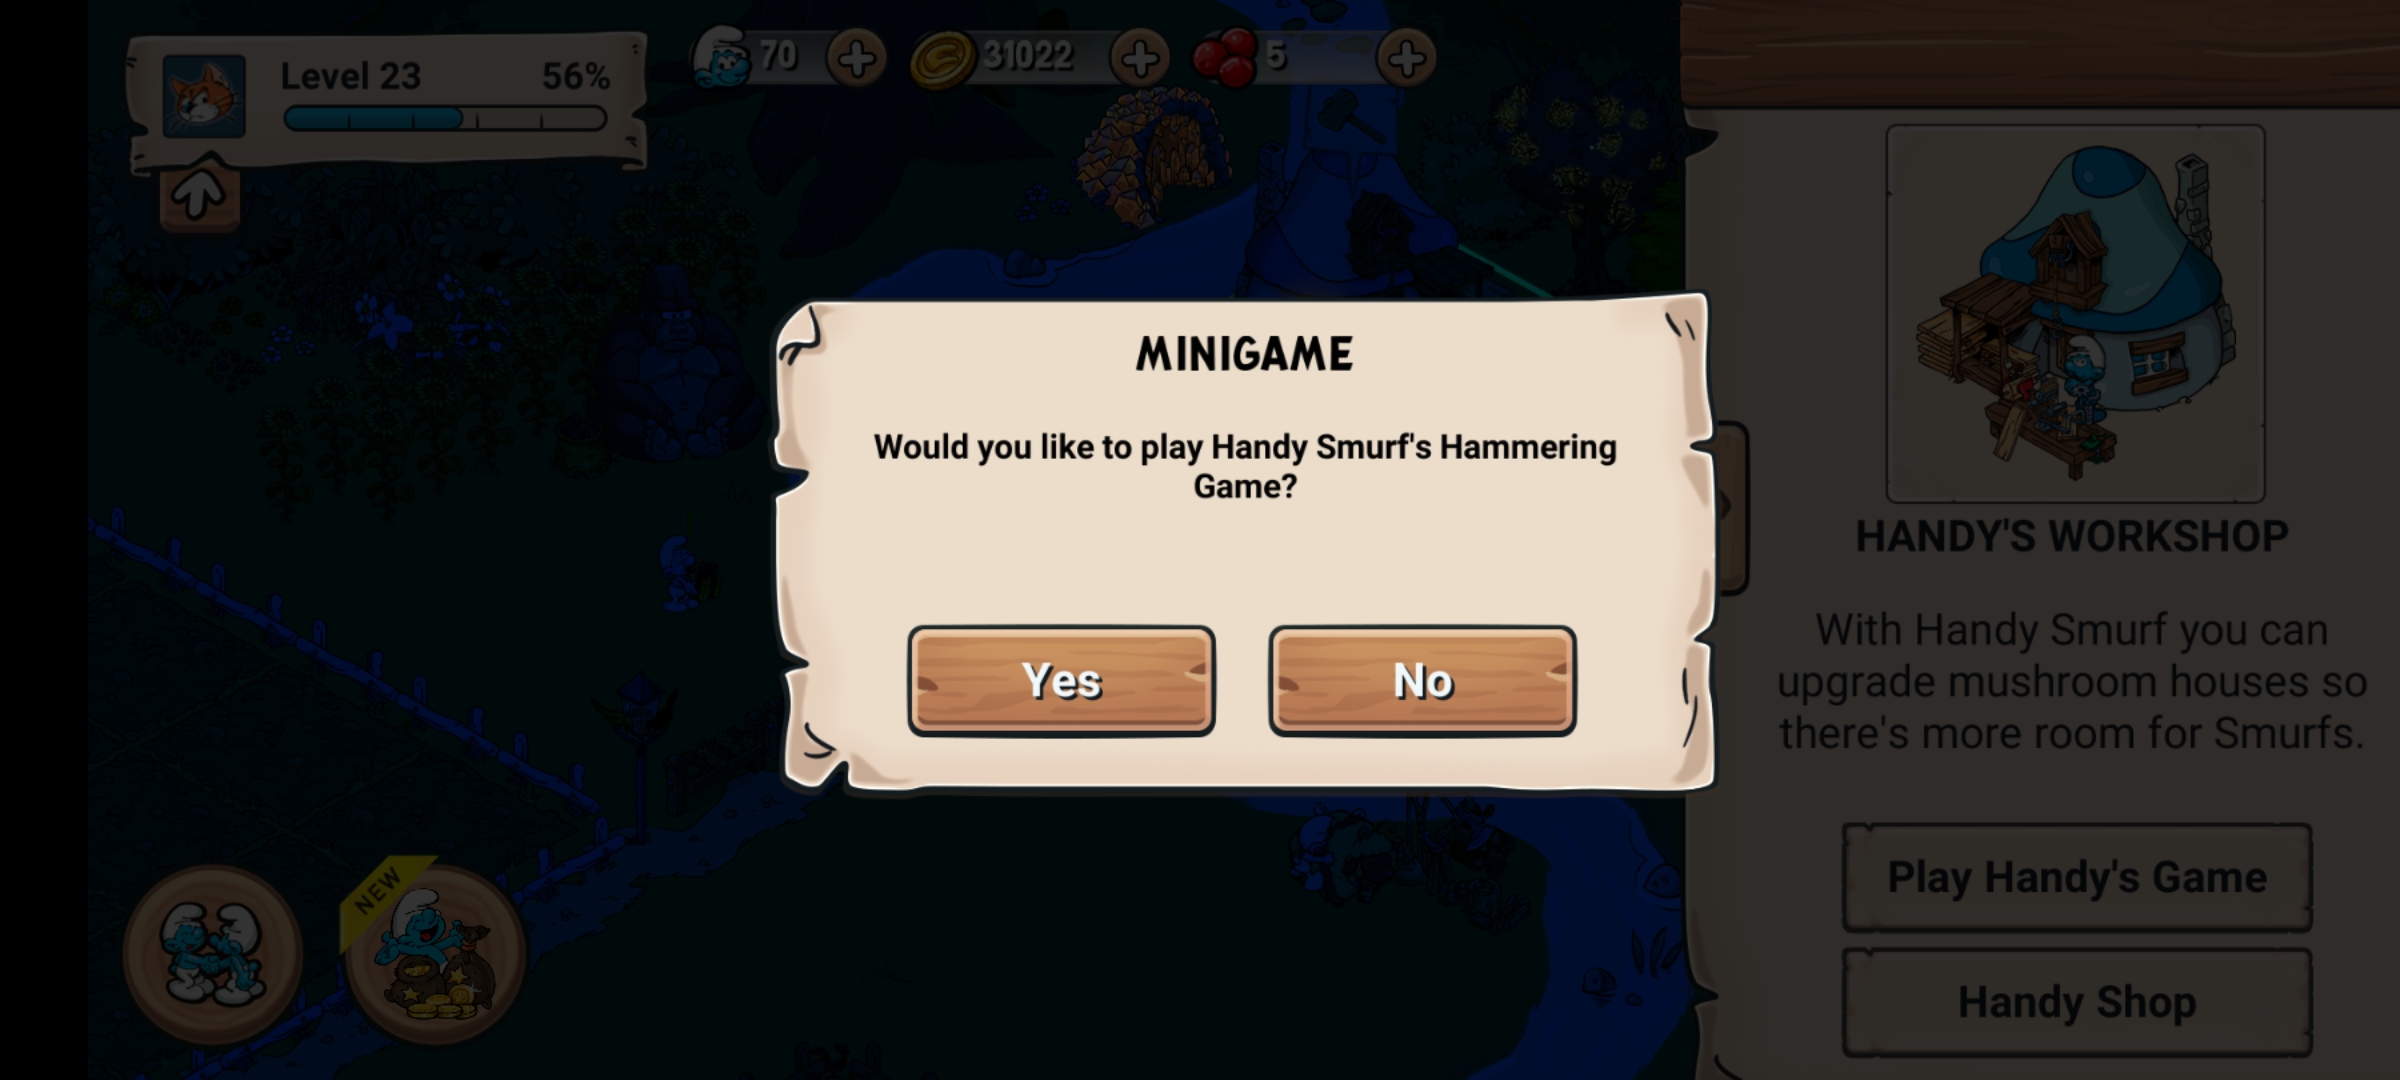 Level 23
56%
70
31022
5
MINIGAME
Would you like to play Handy Smurf's Hammering
Game?
Yes
No
HANDY'S WORKSHOP
With Handy Smurf you can
upgrade mushroom houses so
there's more room for Smurfs.
Play Handy's Game
Handy Shop
NEW